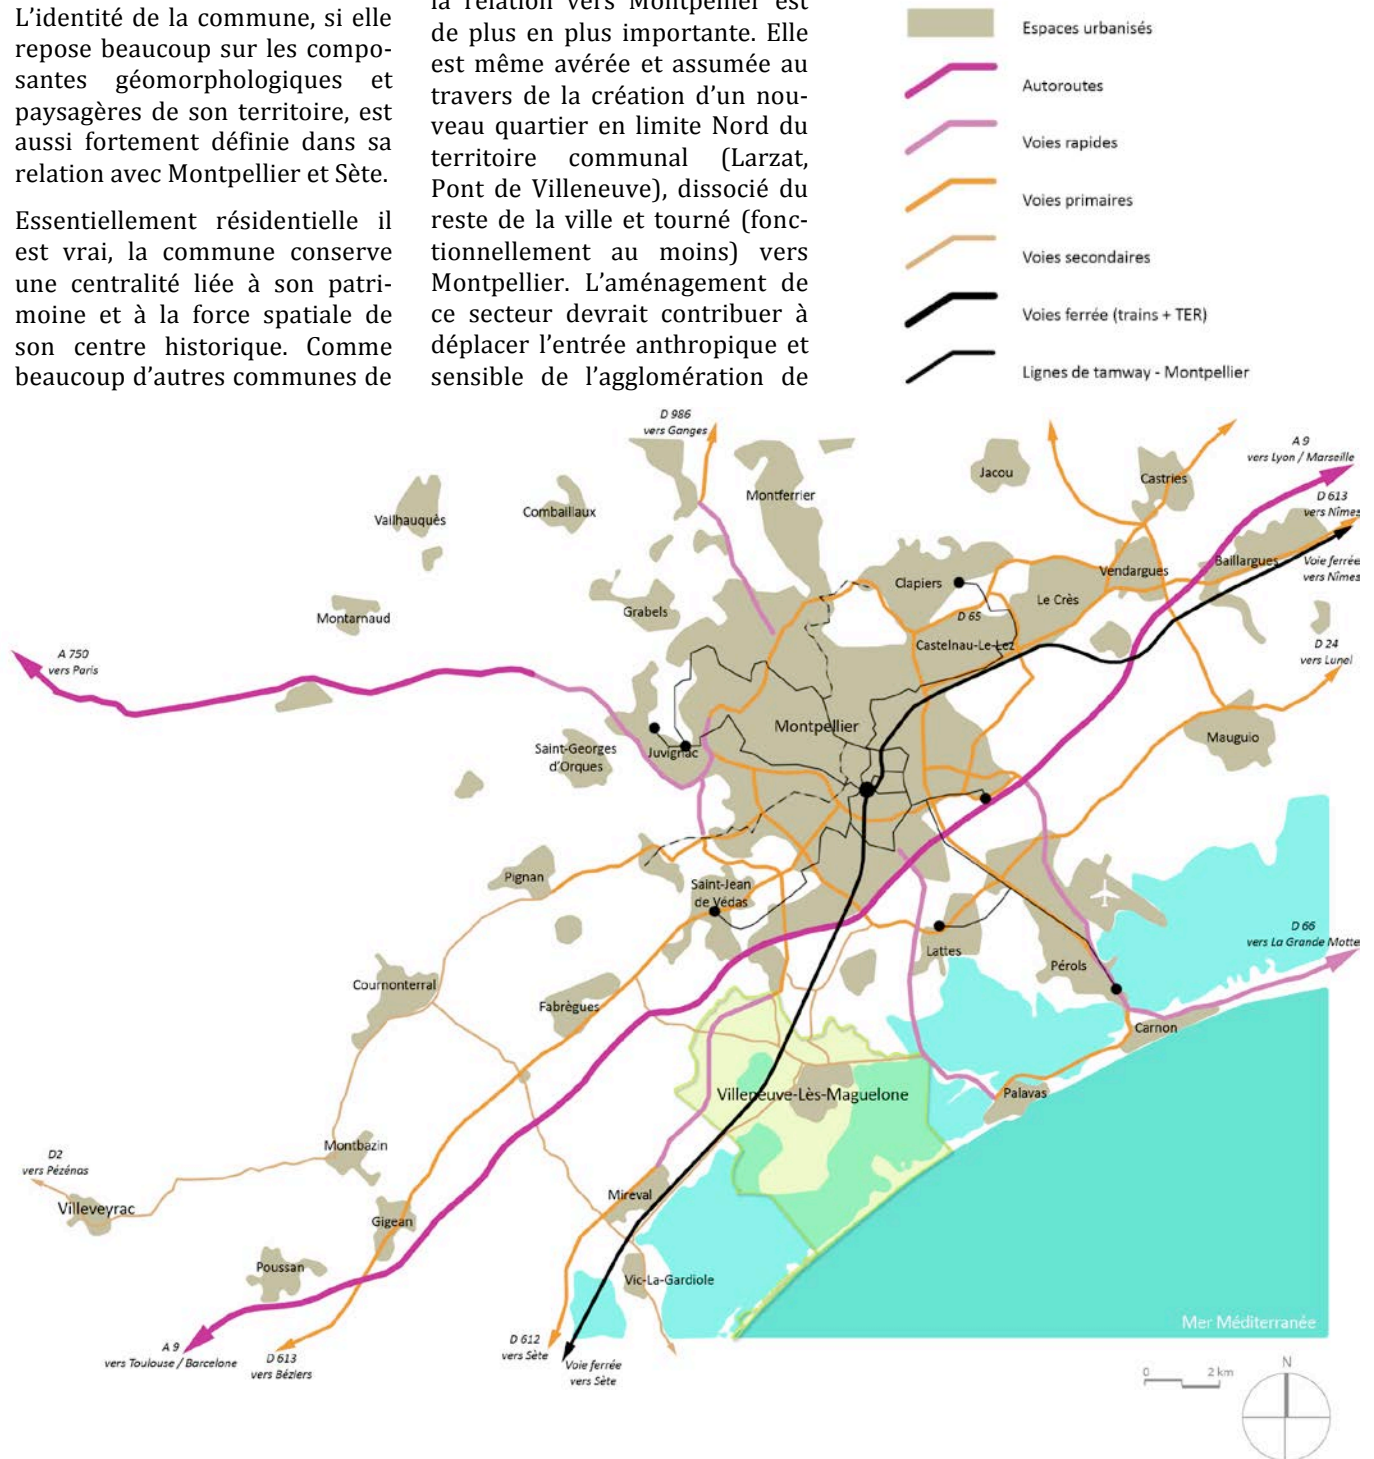 L’identité de la commune, si elle
repose beaucoup sur les compo-
santes géomorphologiques et
paysagères de son territoire, est
aussi fortement définie dans sa
relation avec Montpellier et Sète.
Essentiellement résidentielle il
est vrai, la commune conserve
une centralité liée à son patri-
moine et à la force spatiale de
son centre historique. Comme
beaucoup d’autres communes de
la relation vers Montpellier est
de plus en plus importante. Elle
est même avérée et assumée au
travers de la création d’un nou-
veau quartier en limite Nord du
territoire communal (Larzat,
Pont de Villeneuve), dissocié du
reste de la ville et tourné (fonc-
tionnellement au moins) vers
Montpellier. L’aménagement de
ce secteur devrait contribuer à
déplacer l’entrée anthropique et
sensible de l’agglomération de
Espaces urbanisés
Autoroutes
Voies rapides
Voies primaires
Voies secondaires
Voies ferrée (trains + TER)
Lignes de tamway - Montpellier
D 986
vers Ganges
A 9
vers Lyon / Marseille
Jacou
Castries
Montferrier
D 613
vers Nîmes
Combaillaux
Vailhauquès
Baillargues
Voie ferrée
vers Nîmes
Vendargues
Clapiers
Le Crès
Grabels
Montarnaud
D 65
Castelnau-Le-Lez
D 24
vers Lunel
A 750
vers Paris
Montpellier
Mauguio
Saint-Georges
d’Orques
Juvignac
Pignan
Saint-Jean
de Védas
D 66
vers La Grande Motte
Lattes
Pérols
Cournonterral
Fabrègues
Carnon
Villeneuve-Lès-Maguelone
Palavas
Montbazin
D2
vers Pézénas
Mireval
Villeveyrac
Gigean
Poussan
Vic-La-Gardiole
Mer Méditerranée
D 612
vers Sète
A 9
vers Toulouse / Barcelone
D 613
vers Béziers
Voie ferrée
vers Sète
0 2 km
N